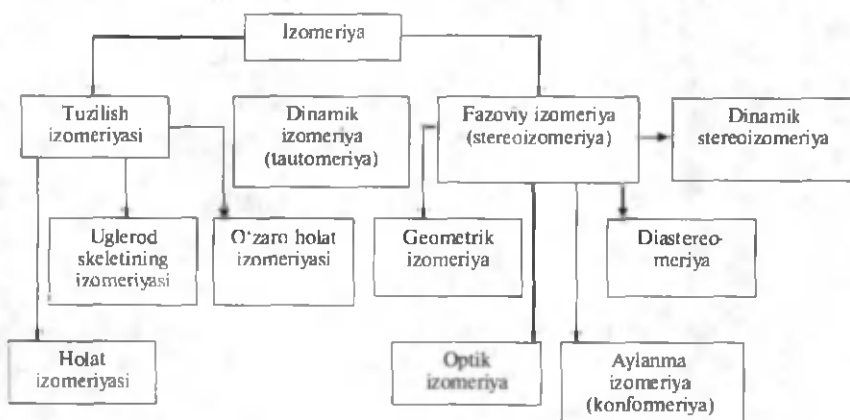 Izomeriya
Tuzilish
izomeriyasi
Dinamik
izomeriya
(tautomeriya)
Fazoviy izomeriya
(stereoizomeriya)
Dinamik
stereoizomeriya
Uglerod
skeletining
izomeriyasi
O‘zaro holat
izomeriyasi
Geometrik
izomeriya
Diastereo-
meriya
Holat
izomeriyasi
Optik
izomeriya
Aylanma
izomeriya
(konformeriya)